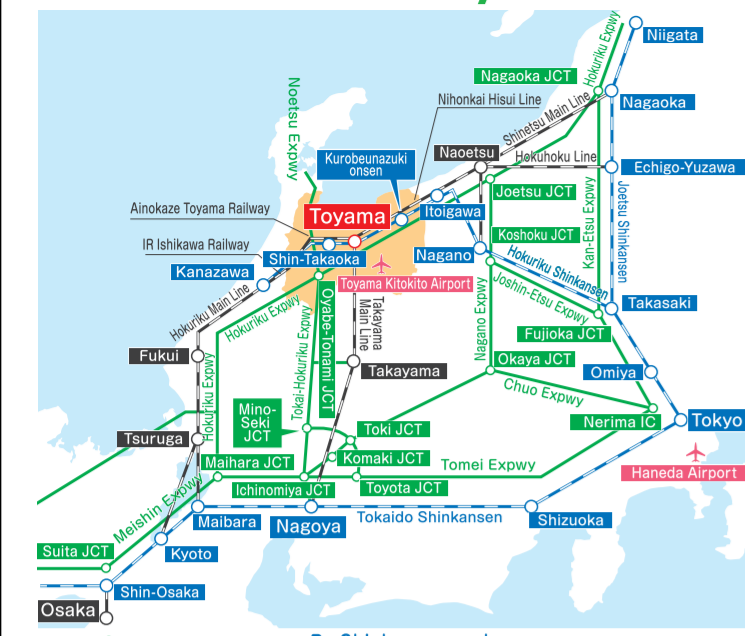 Niigata
Hokuriku Expwy
Nagaoka JCT
Noetsu Expwy
Nihonkai Hisui Line
Shinetsu Main Line
Nagaoka
Kurobeunazuki
onsen
Naoetsu
Hokuhoku Line
Echigo-Yuzawa
Joetsu JCT
Ainokaze Toyama Railway
Toyama
Itoigawa
Kan-Etsu Expwy
Joetsu Shinkansen
IR Ishikawa Railway
Koshoku JCT
Shin-Takaoka
Nagano
Hokuriku Shinkansen
Kanazawa
Toyama Kitokito Airport
Joshin-Etsu Expwy
Takasaki
Hokuriku Main Line
Hokuriku Expwy
Oyabe-Tonami JCT
Takayama
Main Line
Nagano Expwy
Fujioka JCT
Fukui
Hokuriku Expwy
Tokai-Hokuriku Expwy
Takayama
Okaya JCT
Omiya
Chuo Expwy
Mino-
Seki
JCT
Nerima IC
Tokyo
Tsuruga
Toki JCT
Maihara JCT
Komaki JCT
Tomei Expwy
Haneda Airport
Ichinomiya JCT
Toyota JCT
Meishin Expwy
Maibara
Nagoya
Tokaido Shinkansen
Shizuoka
Suita JCT
Kyoto
Shin-Osaka
Osaka